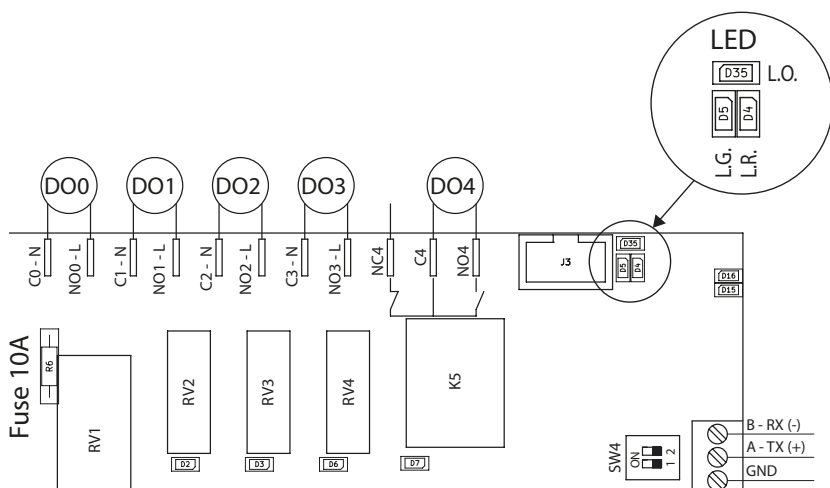 LED
D35 L.O.
D5 D4
L.G. L.R.
DO0 DO1 DO2 DO3 DO4
C0 - N NO0 - L C1 - N NO1 - L C2 - N NO2 - L C3 - N NO3 - L NC4 C4 NO4
J3
D35
D5 D4
D16
D15
Fuse 10A
R6
RV1
RV2
RV3
RV4
K5
D2
D3
D6
D7
SW4
ON
1 2
B - RX (-)
A - TX (+)
GND